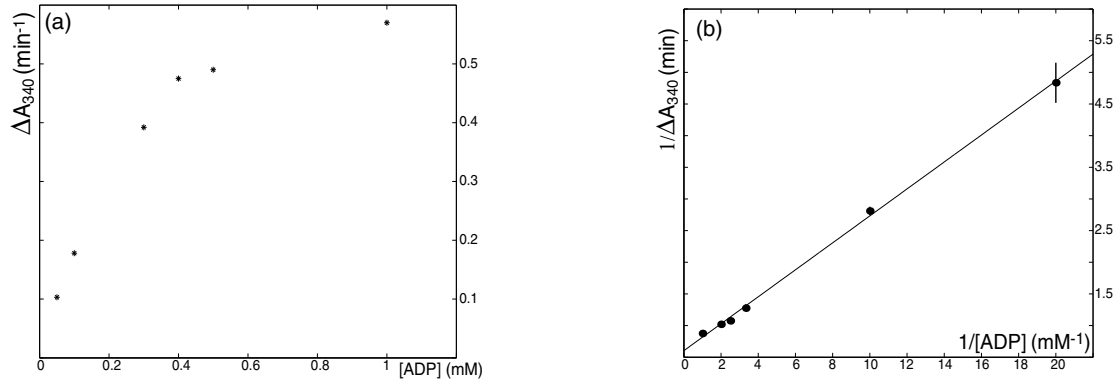 (a)
ΔA340 (min-1)
0.5
0.4
0.3
0.2
0.1
0 0.2 0.4 0.6 0.8 1
[ADP] (mM)
(b)
1/ΔA340 (min)
5.5
4.5
3.5
2.5
1.5
1/[ADP] (mM-1)
0 2 4 6 8 10 12 14 16 18 20 22